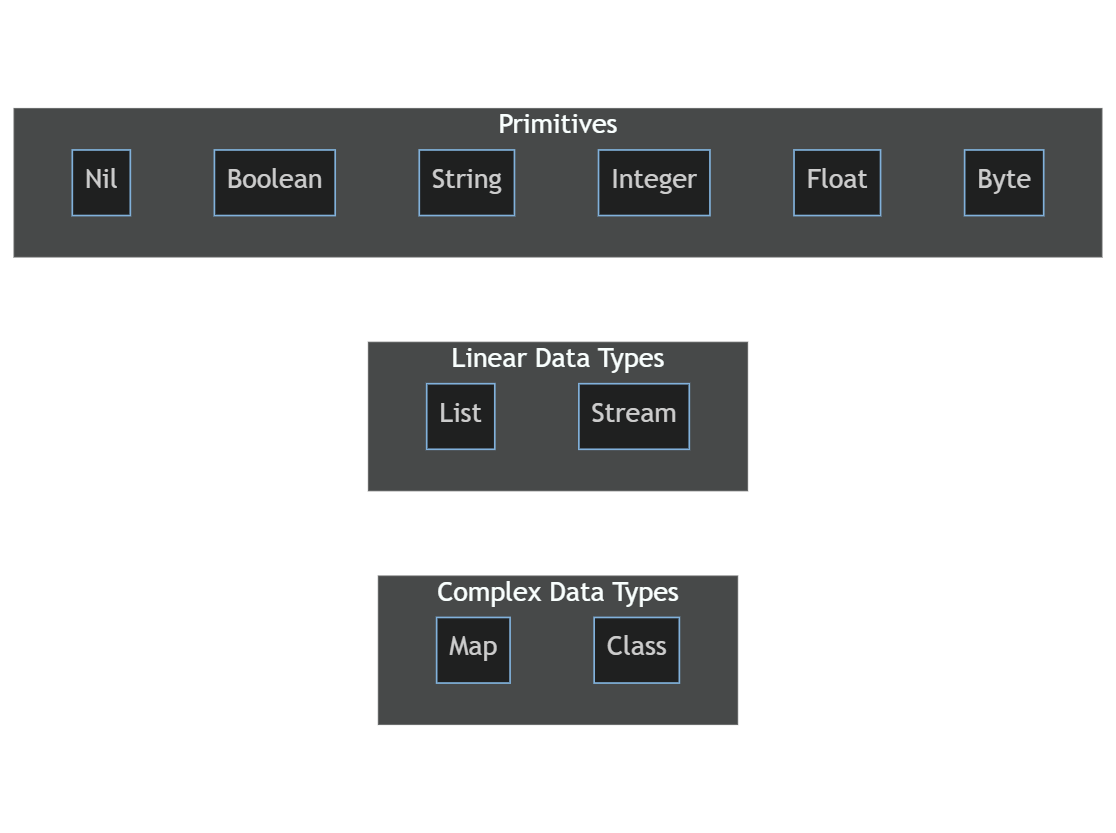 Primitives
Nil Boolean String Integer Float Byte
Linear Data Types
List Stream
Complex Data Types
Map Class